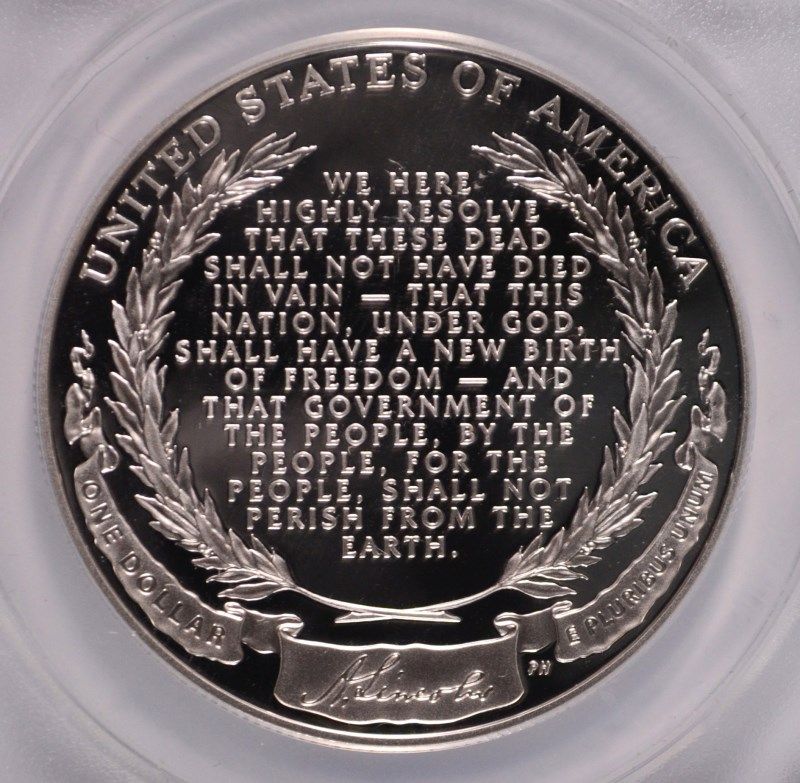 UNITED STATES OF AMERICA
WE HERE
HIGHLY RESOLVE
THAT THESE DEAD
SHALL NOT HAVE DIED
IN VAIN — THAT THIS
NATION, UNDER GOD,
SHALL HAVE A NEW BIRTH
OF FREEDOM — AND
THAT GOVERNMENT OF
THE PEOPLE, BY THE
PEOPLE, FOR THE
PEOPLE, SHALL NOT
PERISH FROM THE
EARTH.
ONE DOLLAR
E PLURIBUS UNUM
A. Lincoln
PH